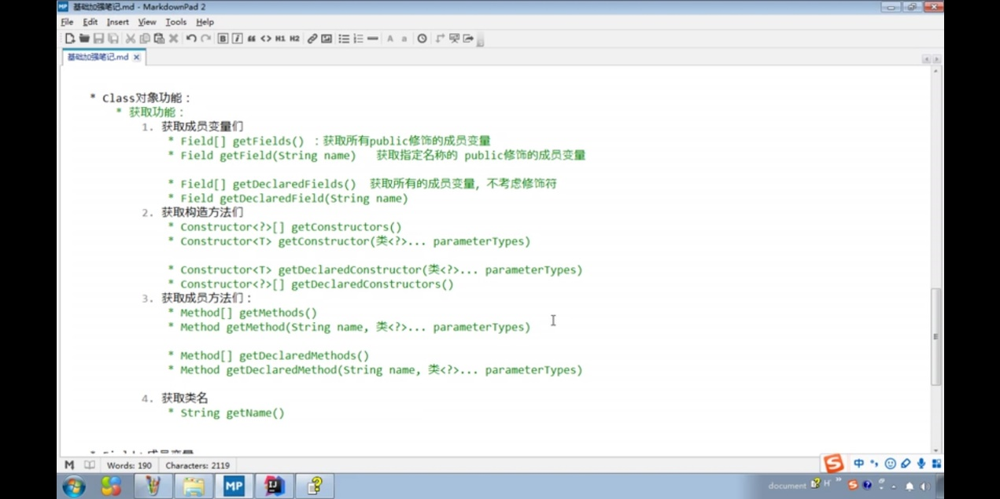 基础加强笔记.md - MarkdownPad 2
File Edit Insert View Tools Help
B i “ <> H1 H2 A a
基础加强笔记.md
* Class对象功能：
* 获取功能：
1. 获取成员变量们
* Field[] getFields() ：获取所有public修饰的成员变量
* Field getField(String name) 获取指定名称的 public修饰的成员变量
* Field[] getDeclaredFields() 获取所有的成员变量，不考虑修饰符
* Field getDeclaredField(String name)
2. 获取构造方法们
* Constructor<?>[] getConstructors()
* Constructor<T> getConstructor(类<?>... parameterTypes)
* Constructor<T> getDeclaredConstructor(类<?>... parameterTypes)
* Constructor<?>[] getDeclaredConstructors()
3. 获取成员方法们：
* Method[] getMethods()
* Method getMethod(String name, 类<?>... parameterTypes)
* Method[] getDeclaredMethods()
* Method getDeclaredMethod(String name, 类<?>... parameterTypes)
4. 获取类名
* String getName()
M Words: 190 Characters: 2119
S 中
MP document